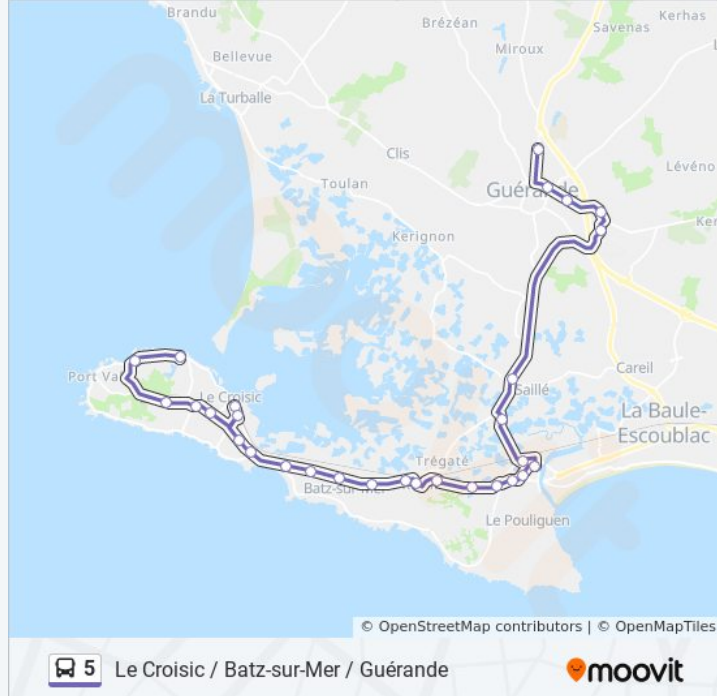 Brandu
Kerhas
Brézéan
Savenas
Miroux
Bellevue
La Turballe
Clis
Lévéno
Toulan
Guérande
Ker
Kerignon
Careil
Port Va
Le Croisic
Saillé
La Baule-
Escoublac
Trégaté
Batz-sur-Mer
Le Pouliguen
© OpenStreetMap contributors | © OpenMapTiles
5 Le Croisic / Batz-sur-Mer / Guérande
moovit